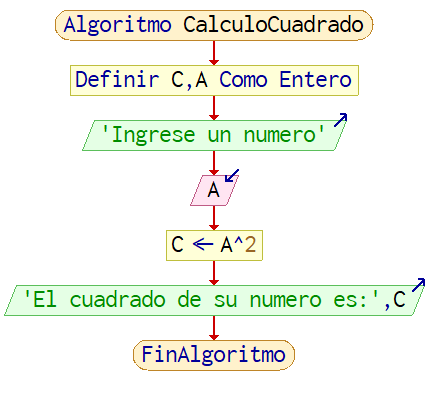 Algoritmo CalculoCuadrado
Definir C,A Como Entero
'Ingrese un numero'
A
C ← A^2
'El cuadrado de su numero es:',C
FinAlgoritmo